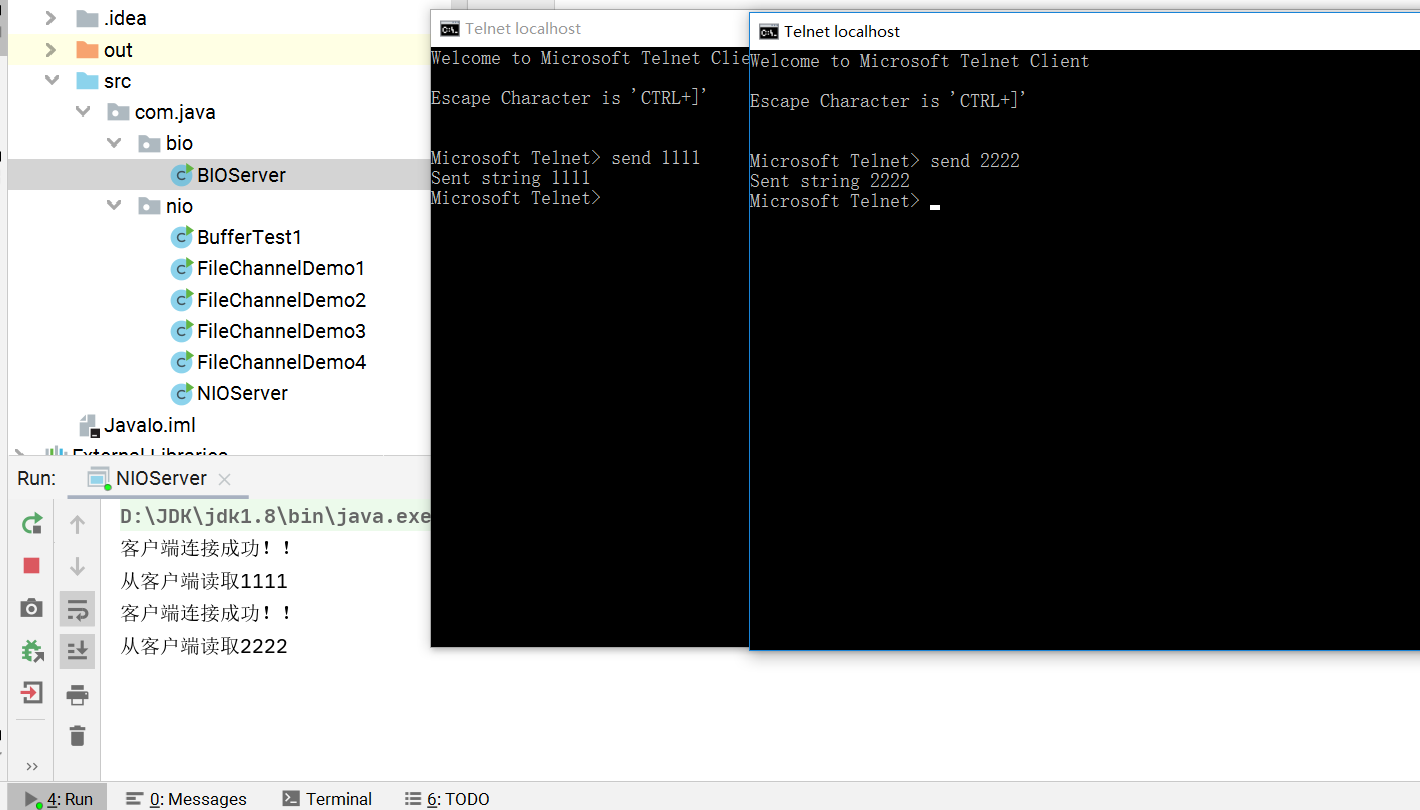 .idea
out
src
com.java
bio
BIOServer
nio
BufferTest1
FileChannelDemo1
FileChannelDemo2
FileChannelDemo3
FileChannelDemo4
NIOServer
JavaIo.iml
External Libraries
Telnet localhost
Welcome to Microsoft Telnet Clie
Escape Character is 'CTRL+]'
Microsoft Telnet> send 1111
Sent string 1111
Microsoft Telnet>
Telnet localhost
Welcome to Microsoft Telnet Client
Escape Character is 'CTRL+]'
Microsoft Telnet> send 2222
Sent string 2222
Microsoft Telnet>
Run: NIOServer
D:\JDK\jdk1.8\bin\java.exe
客户端连接成功！！
从客户端读取1111
客户端连接成功！！
从客户端读取2222
4: Run 0: Messages Terminal 6: TODO